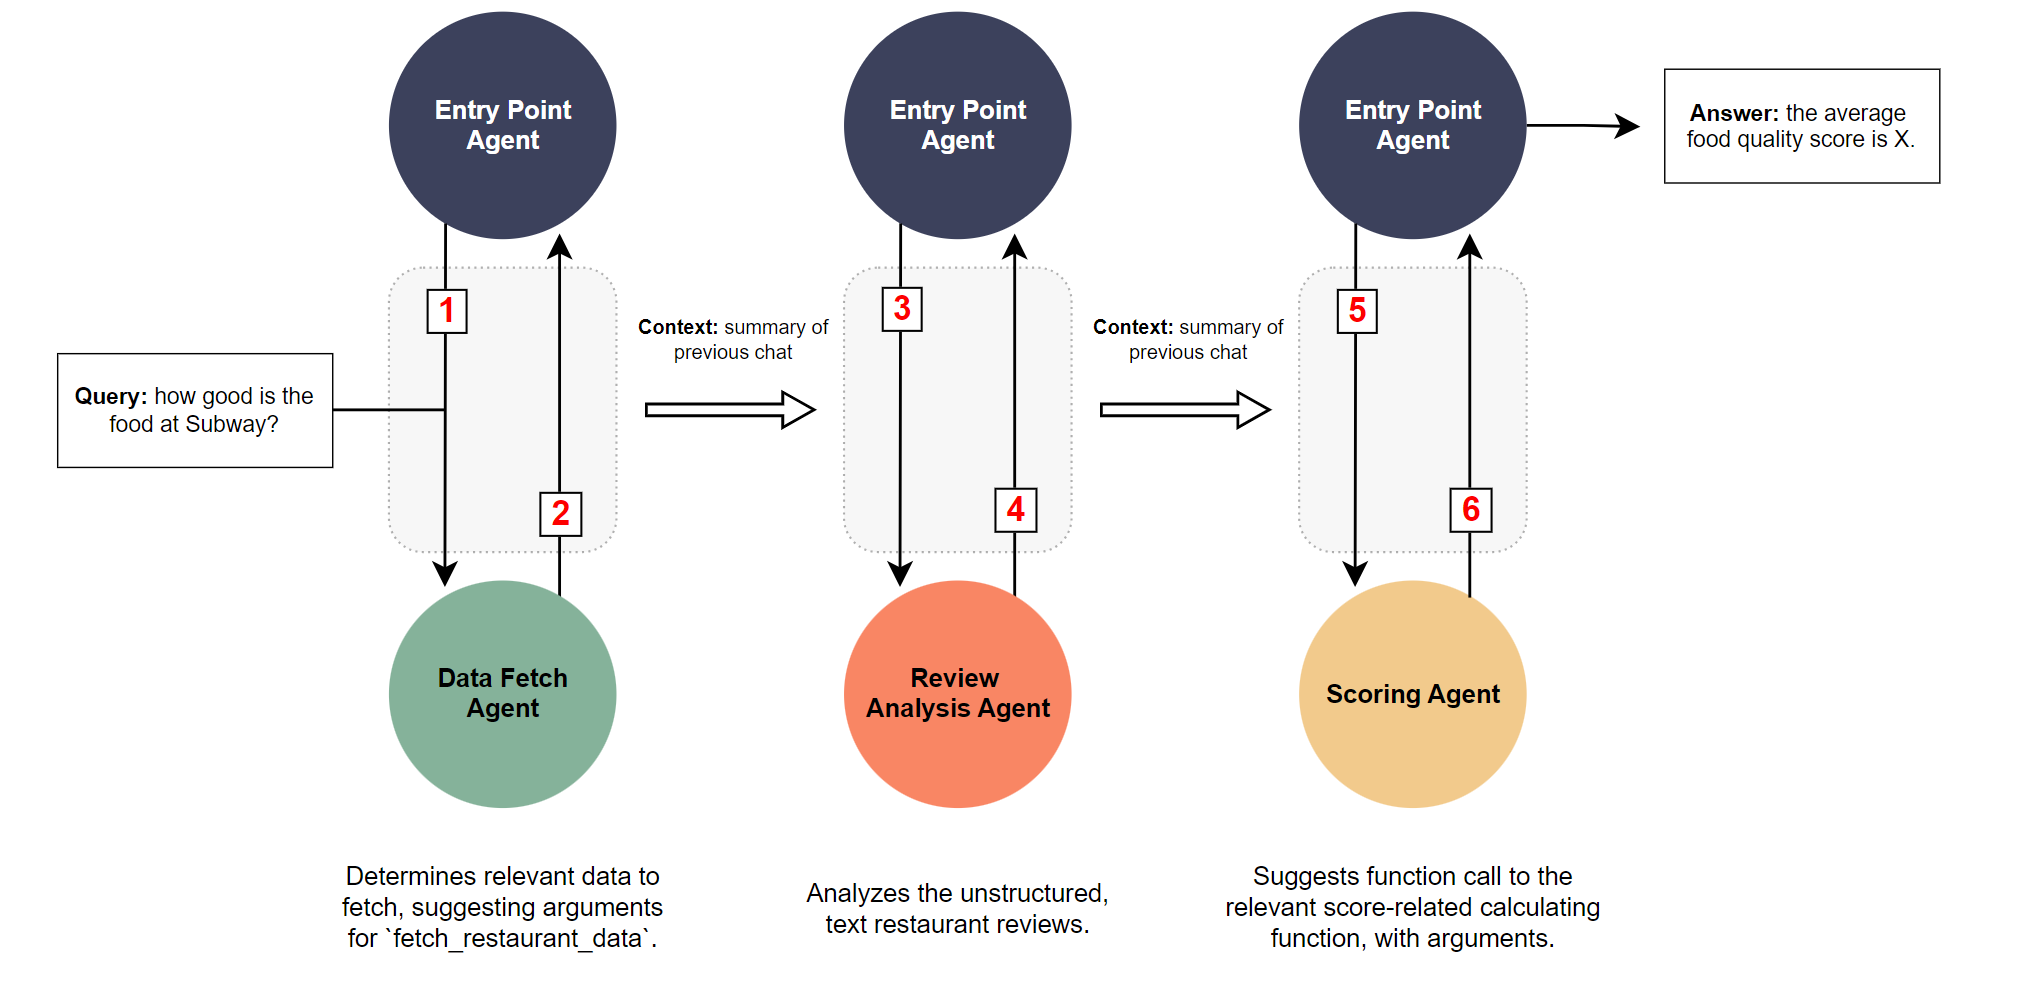 Entry Point
Agent
Entry Point
Agent
Entry Point
Agent
Answer: the average
food quality score is X.
1
3
5
Context: summary of
previous chat
Context: summary of
previous chat
Query: how good is the
food at Subway?
2
4
6
Data Fetch
Agent
Review
Analysis Agent
Scoring Agent
Determines relevant data to
fetch, suggesting arguments
for `fetch_restaurant_data`.
Analyzes the unstructured,
text restaurant reviews.
Suggests function call to the
relevant score-related calculating
function, with arguments.